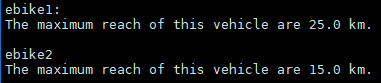 ebike1:
The maximum reach of this vehicle are 25.0 km.
ebike2
The maximum reach of this vehicle are 15.0 km.